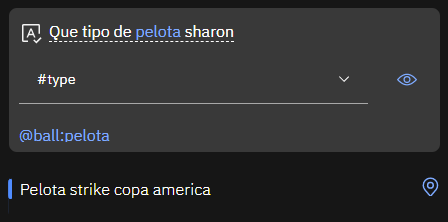 Que tipo de pelota sharon
#type
@ball:pelota
Pelota strike copa america